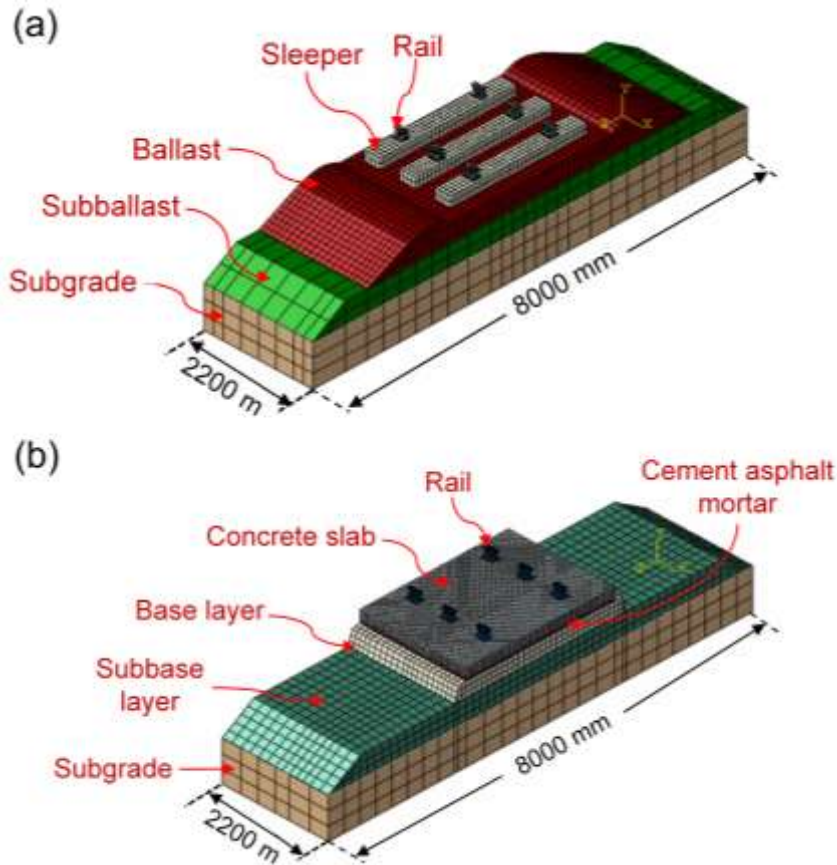 (a)
Sleeper
Rail
Ballast
Subballast
Subgrade
2200 m
8000 mm
(b)
Rail
Cement asphalt
mortar
Concrete slab
Base layer
Subbase
layer
Subgrade
2200 m
8000 mm